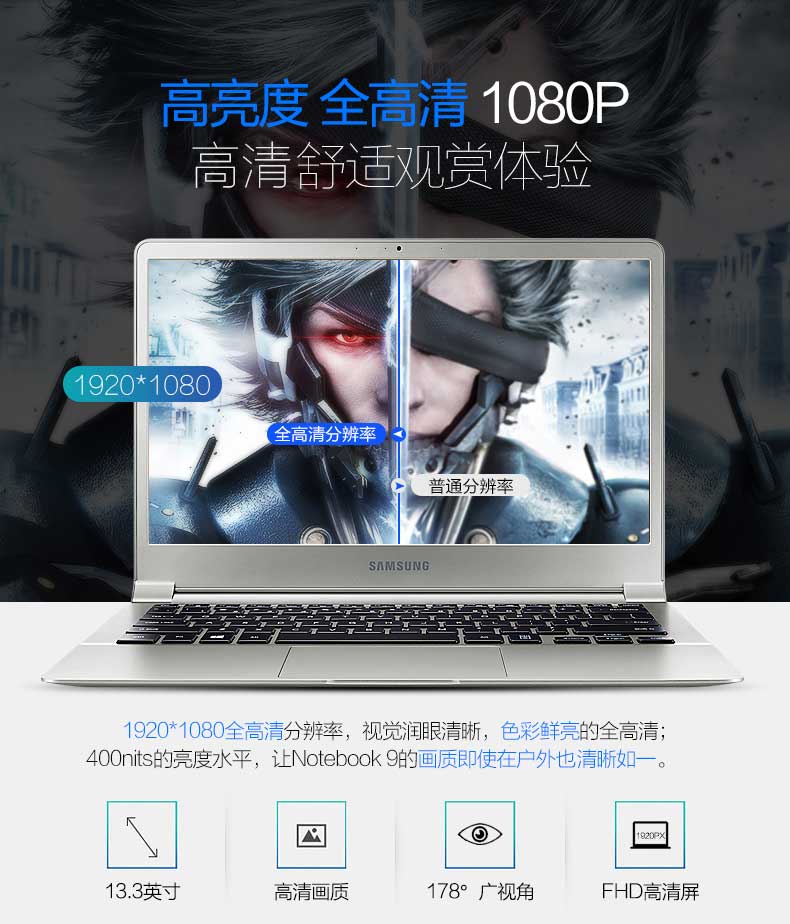 高亮度 全高清 1080P
高清舒适观赏体验
1920*1080
全高清分辨率
普通分辨率
SAMSUNG
1920*1080全高清分辨率，视觉润眼清晰，色彩鲜亮的全高清；
400nits的亮度水平，让Notebook 9的画质即使在户外也清晰如一。
1920PX
13.3英寸
高清画质
178° 广视角
FHD高清屏